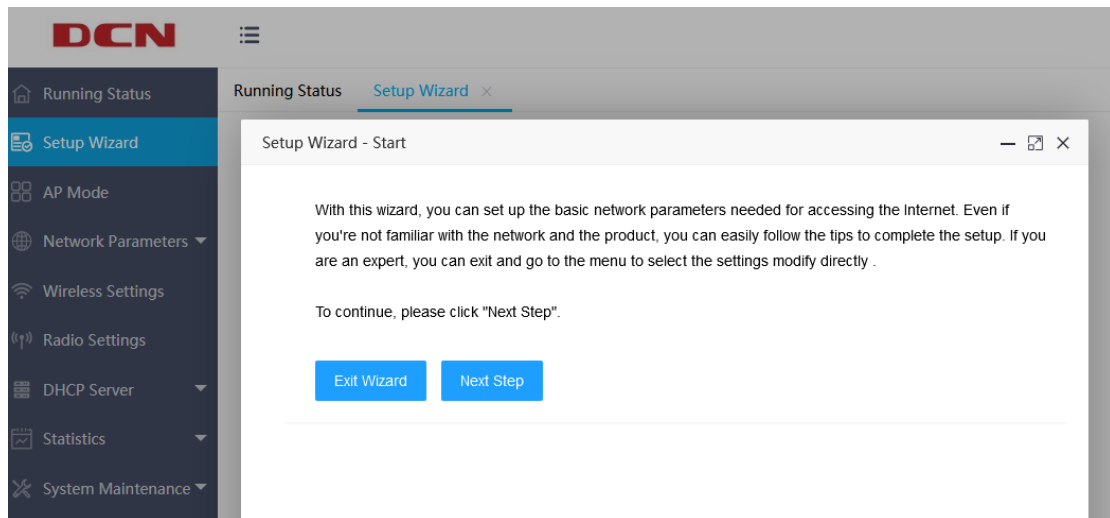 DCN
Running Status
Setup Wizard
AP Mode
Network Parameters
Wireless Settings
Radio Settings
DHCP Server
Statistics
System Maintenance
Running Status Setup Wizard
Setup Wizard - Start
With this wizard, you can set up the basic network parameters needed for accessing the Internet. Even if
you're not familiar with the network and the product, you can easily follow the tips to complete the setup. If you
are an expert, you can exit and go to the menu to select the settings modify directly .
To continue, please click "Next Step".
Exit Wizard Next Step